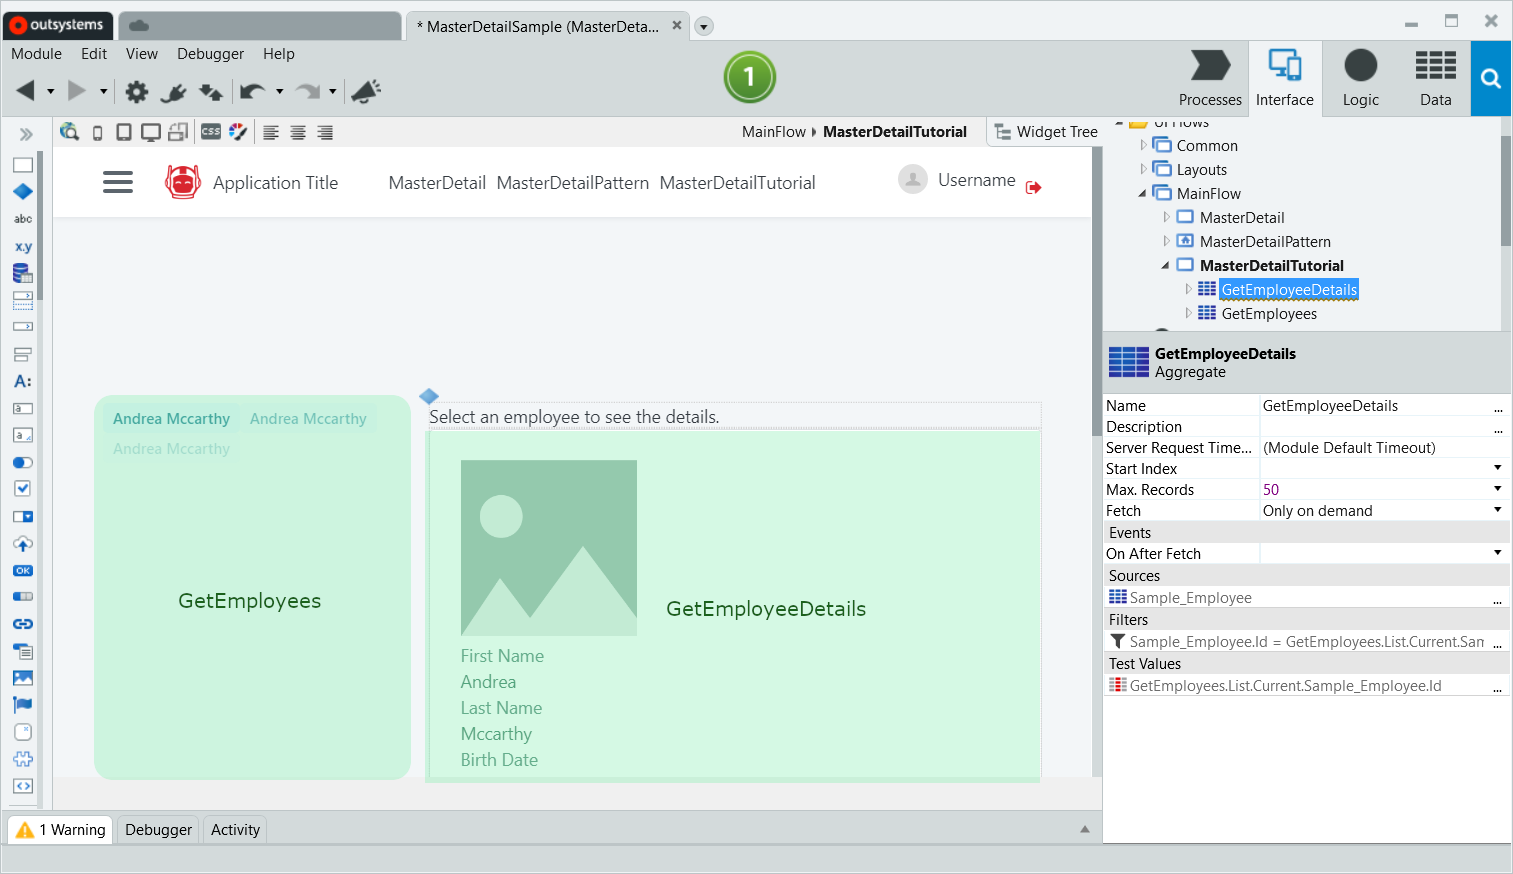 outsystems
* MasterDetailSample (MasterDeta...
Module Edit View Debugger Help
1
Processes Interface Logic Data
CSS
MainFlow MasterDetailTutorial
Widget Tree
UI Flows
Common
Layouts
MainFlow
MasterDetail
MasterDetailPattern
MasterDetailTutorial
GetEmployeeDetails
GetEmployees
abc
x.y
A:
a
a
OK
Application Title
MasterDetail MasterDetailPattern MasterDetailTutorial
Username
Andrea Mccarthy Andrea Mccarthy
Andrea Mccarthy
GetEmployees
Select an employee to see the details.
GetEmployeeDetails
First Name
Andrea
Last Name
Mccarthy
Birth Date
GetEmployeeDetails
Aggregate
Name GetEmployeeDetails ...
Description ...
Server Request Time... (Module Default Timeout)
Start Index
Max. Records 50
Fetch Only on demand
Events
On After Fetch
Sources
Sample_Employee ...
Filters
Sample_Employee.Id = GetEmployees.List.Current.Sam ...
Test Values
GetEmployees.List.Current.Sample_Employee.Id ...
1 Warning Debugger Activity